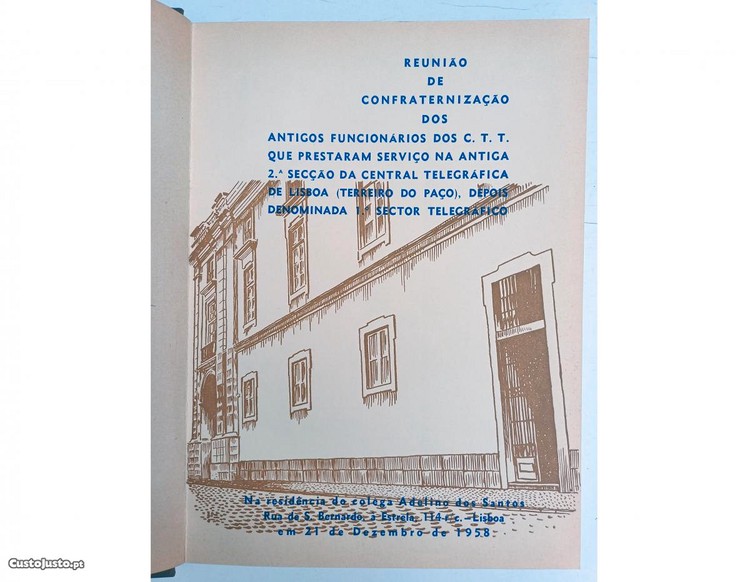 REUNIÃO
DE
CONFRATERNIZAÇÃO
DOS
ANTIGOS FUNCIONÁRIOS DOS C. T. T.
QUE PRESTARAM SERVIÇO NA ANTIGA
2.ª SECÇÃO DA CENTRAL TELEGRÁFICA
DE LISBOA (TERREIRO DO PAÇO), DEPOIS
DENOMINADA 1.º SECTOR TELEGRÁFICO
Na residência do colega Adelino dos Santos
Rua de S. Bernardo, à Estrela, 114-r/c.-Lisboa
em 21 de Dezembro de 1958
CustoJusto.pt